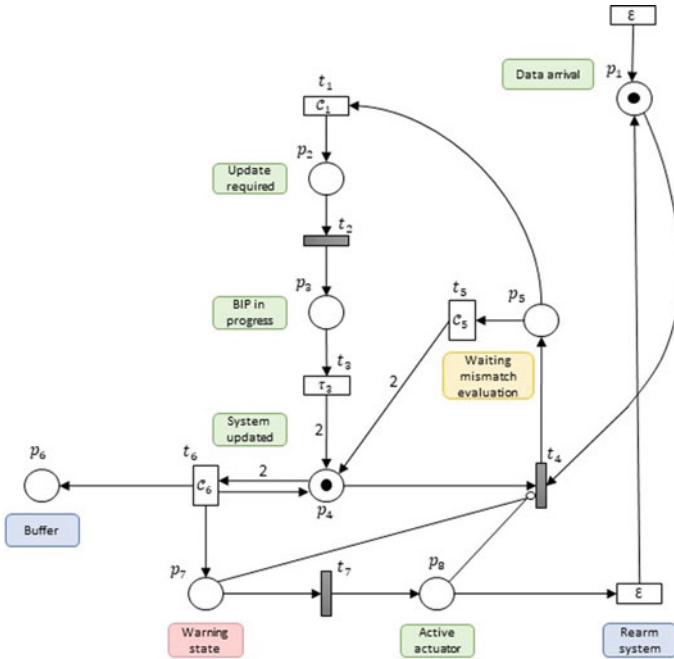 ε
Data arrival
p₁
t₁
C₁
p₂
Update
required
t₂
p₃
BIP in
progress
t₅
p₅
C₅
t₃
τ₃
Waiting
mismatch
evaluation
2
System
updated
2
p₆
t₆
t₄
C₆
2
p₄
Buffer
p₇
t₇
p₈
ε
Warning
state
Active
actuator
Rearm
system